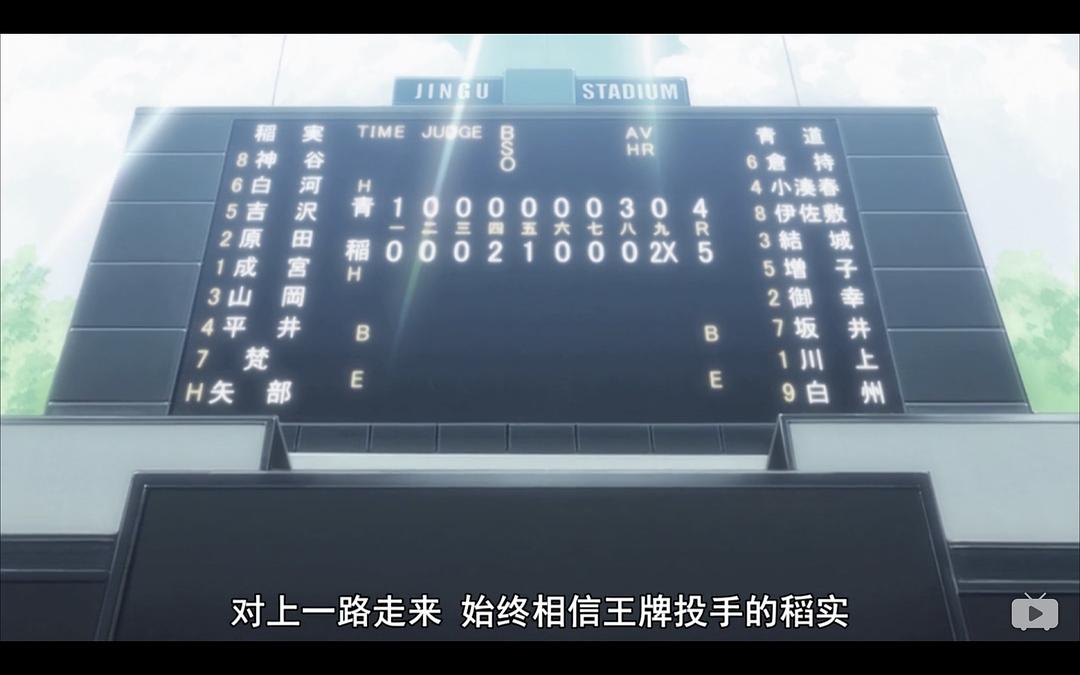 JINGU STADIUM
稲実 TIME JUDGE B AV 青道
S HR
O
8 神谷 6 倉持
6 白河 H 4 小湊春
5 吉沢 青 1 0 0 0 0 0 0 3 0 4 8 伊佐敷
一 二 三 四 五 六 七 八 九 R
2 原田 稲 0 0 0 2 1 0 0 0 2X 5 3 結城
1 成宮 H 5 増子
3 山岡 2 御幸
4 平井 B B 7 坂井
7 梵 1 川上
H 矢部 E E 9 白州
对上一路走来 始终相信王牌投手的稻实